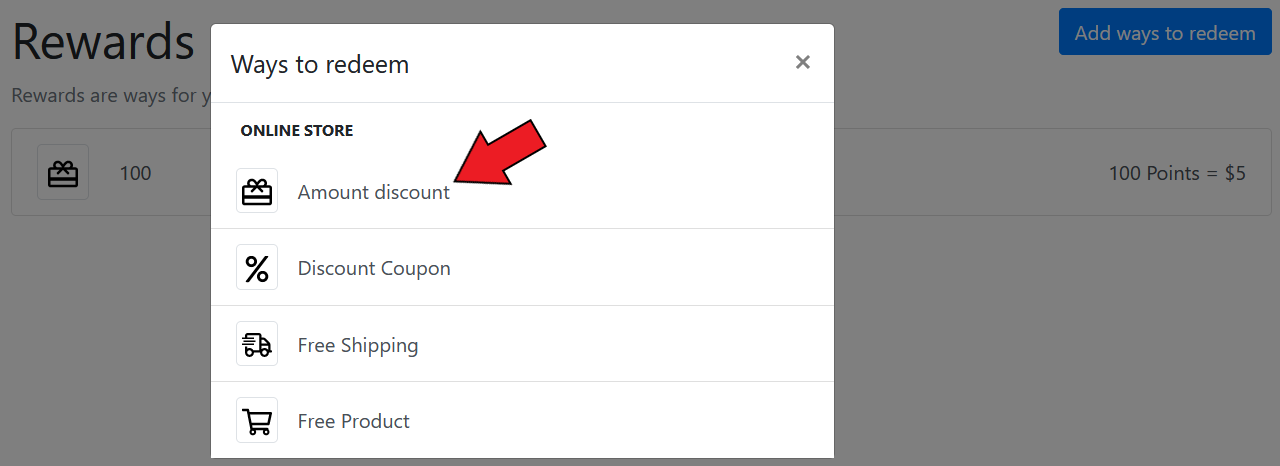 Rewards
Add ways to redeem
Rewards are ways for
100
100 Points = $5
Ways to redeem
×
ONLINE STORE
Amount discount
Discount Coupon
Free Shipping
Free Product